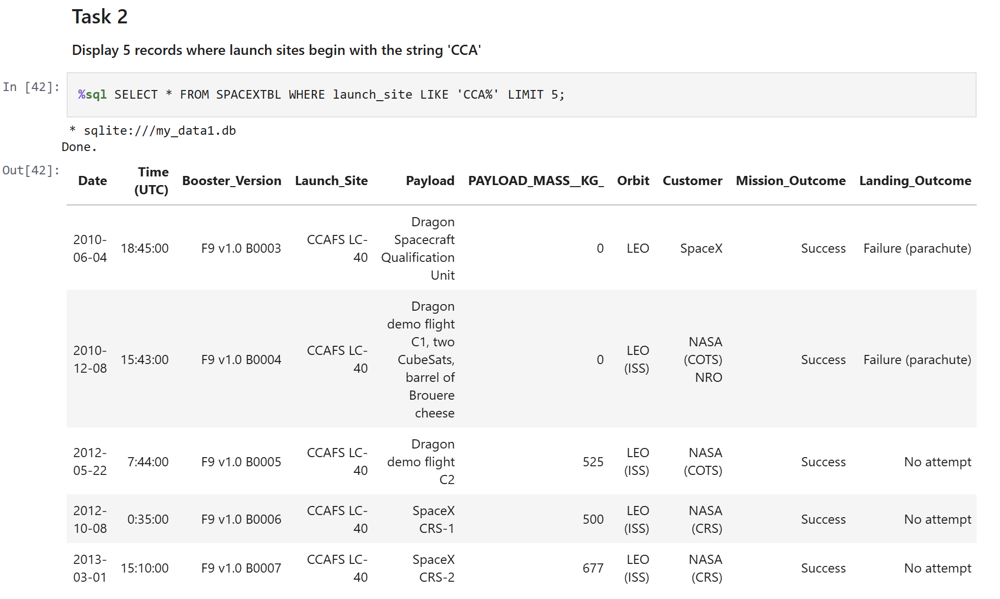 Task 2
Display 5 records where launch sites begin with the string 'CCA'
In [42]:
%sql SELECT * FROM SPACEXTBL WHERE launch_site LIKE 'CCA%' LIMIT 5;
* sqlite:///my_data1.db
Done.
Out[42]:
Date Time (UTC) Booster_Version Launch_Site Payload PAYLOAD_MASS__KG_ Orbit Customer Mission_Outcome Landing_Outcome
2010-06-04 18:45:00 F9 v1.0 B0003 CCAFS LC-40 Dragon Spacecraft Qualification Unit 0 LEO SpaceX Success Failure (parachute)
2010-12-08 15:43:00 F9 v1.0 B0004 CCAFS LC-40 Dragon demo flight C1, two CubeSats, barrel of Brouere cheese 0 LEO (ISS) NASA (COTS) NRO Success Failure (parachute)
2012-05-22 7:44:00 F9 v1.0 B0005 CCAFS LC-40 Dragon demo flight C2 525 LEO (ISS) NASA (COTS) Success No attempt
2012-10-08 0:35:00 F9 v1.0 B0006 CCAFS LC-40 SpaceX CRS-1 500 LEO (ISS) NASA (CRS) Success No attempt
2013-03-01 15:10:00 F9 v1.0 B0007 CCAFS LC-40 SpaceX CRS-2 677 LEO (ISS) NASA (CRS) Success No attempt